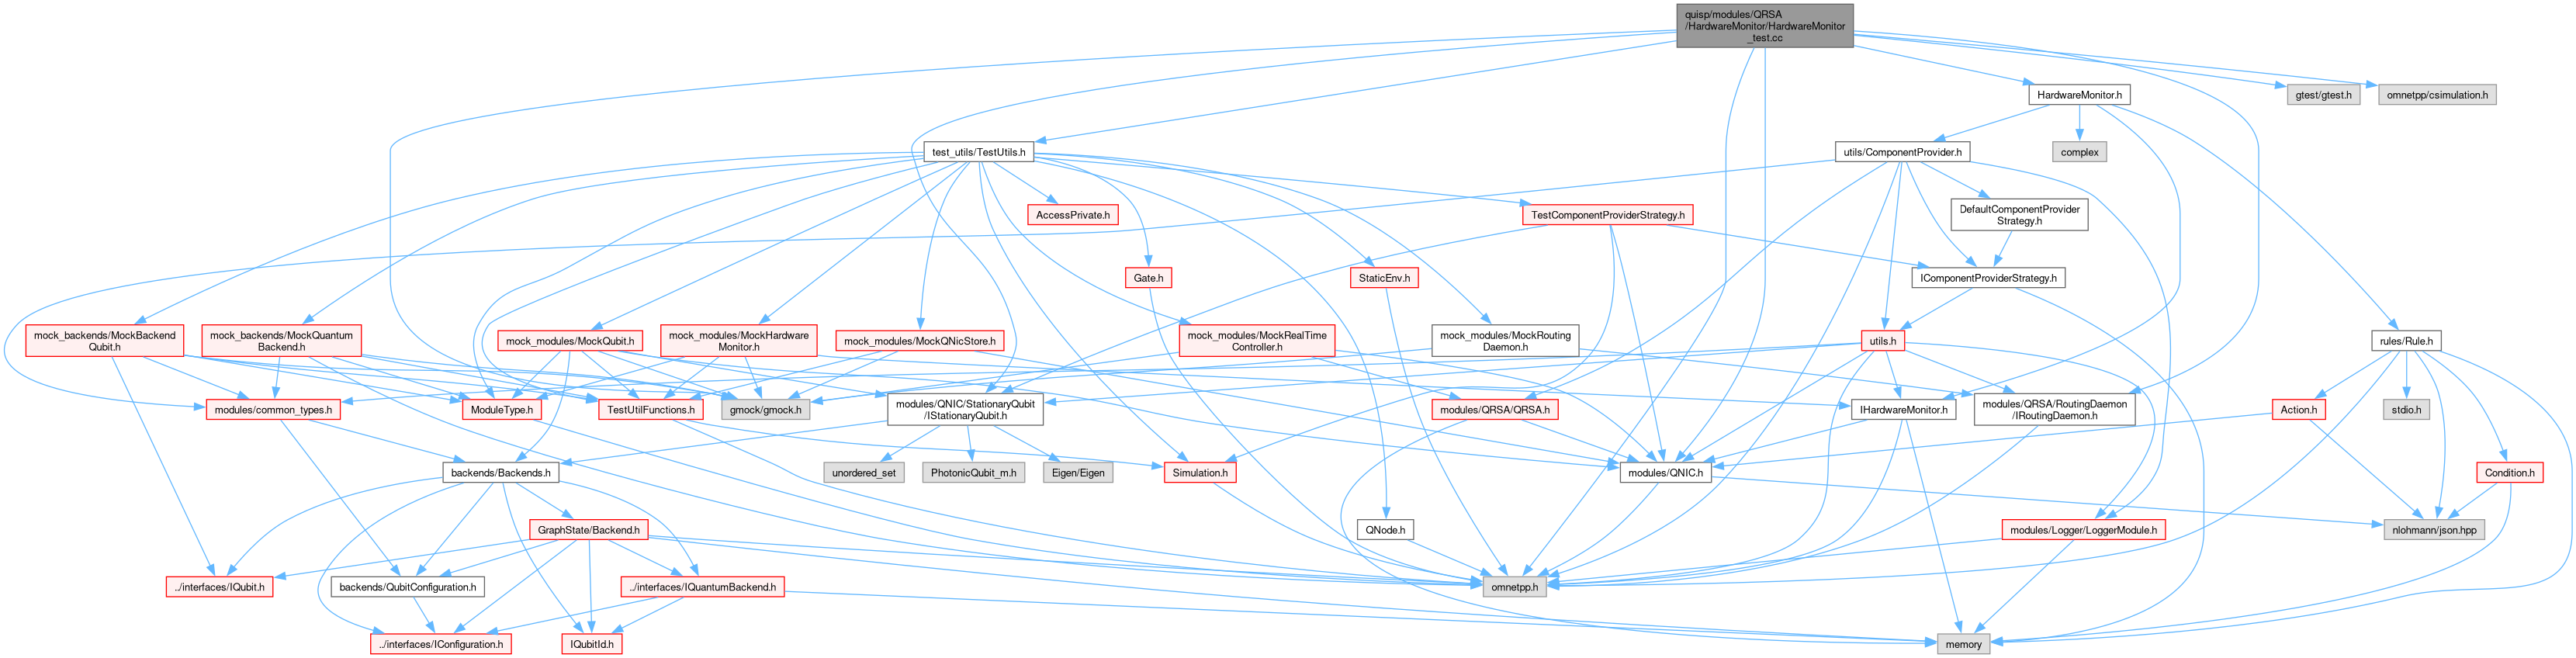 quisp/modules/QRSA
/HardwareMonitor/HardwareMonitor
_test.cc
HardwareMonitor.h
gtest/gtest.h
omnetpp/csimulation.h
test_utils/TestUtils.h
utils/ComponentProvider.h
complex
AccessPrivate.h
TestComponentProviderStrategy.h
DefaultComponentProvider
Strategy.h
Gate.h
StaticEnv.h
IComponentProviderStrategy.h
mock_backends/MockBackend
Qubit.h
mock_backends/MockQuantum
Backend.h
mock_modules/MockQubit.h
mock_modules/MockHardware
Monitor.h
mock_modules/MockQNicStore.h
mock_modules/MockRealTime
Controller.h
mock_modules/MockRouting
Daemon.h
utils.h
rules/Rule.h
modules/common_types.h
ModuleType.h
TestUtilFunctions.h
gmock/gmock.h
modules/QNIC/StationaryQubit
/IStationaryQubit.h
modules/QRSA/QRSA.h
IHardwareMonitor.h
modules/QRSA/RoutingDaemon
/IRoutingDaemon.h
Action.h
stdio.h
backends/Backends.h
unordered_set
PhotonicQubit_m.h
Eigen/Eigen
Simulation.h
modules/QNIC.h
Condition.h
GraphState/Backend.h
QNode.h
modules/Logger/LoggerModule.h
nlohmann/json.hpp
../interfaces/IQubit.h
backends/QubitConfiguration.h
../interfaces/IQuantumBackend.h
omnetpp.h
../interfaces/IConfiguration.h
IQubitId.h
memory